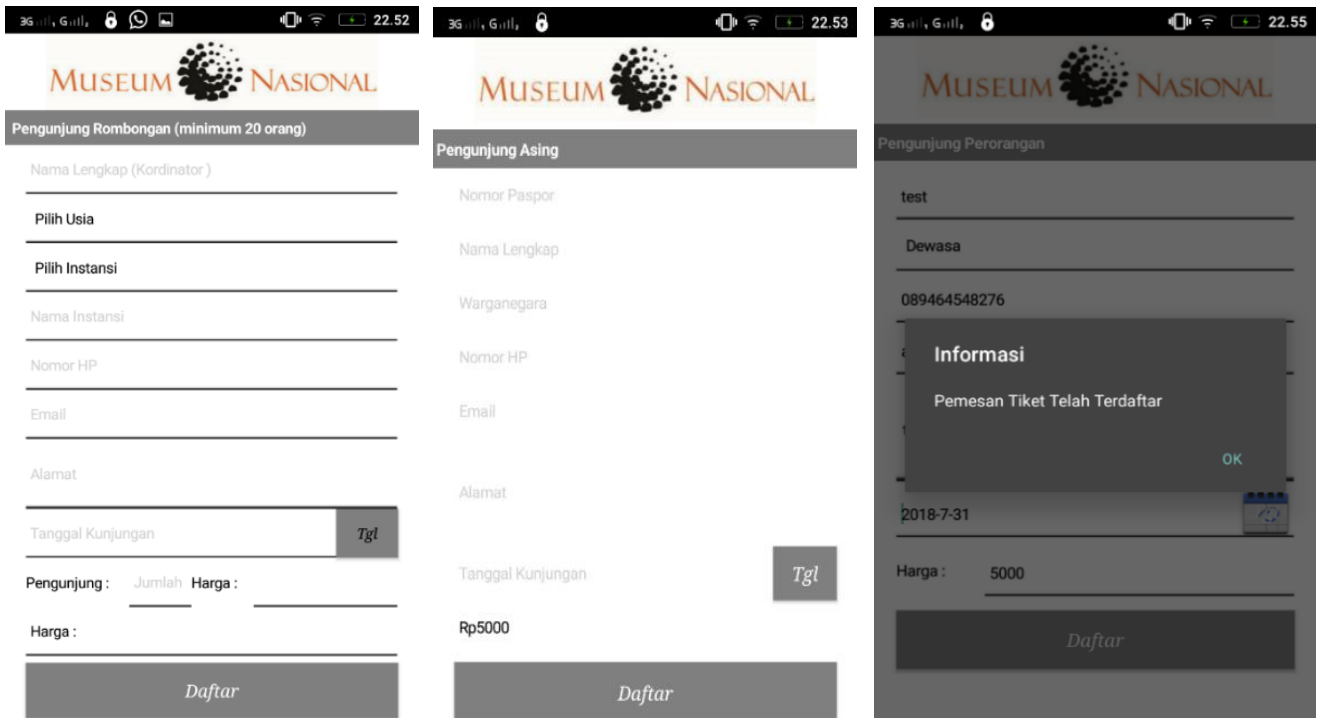 3G G 22.52
MUSEUM NASIONAL
Pengunjung Rombongan (minimum 20 orang)
Nama Lengkap (Kordinator )
Pilih Usia
Pilih Instansi
Nama Instansi
Nomor HP
Email
Alamat
Tanggal Kunjungan Tgl
Pengunjung : Jumlah Harga :
Harga :
Daftar
3G G 22.53
MUSEUM NASIONAL
Pengunjung Asing
Nomor Paspor
Nama Lengkap
Warganegara
Nomor HP
Email
Alamat
Tanggal Kunjungan Tgl
Rp5000
Daftar
3G G 22.55
MUSEUM NASIONAL
Pengunjung Perorangan
test
Dewasa
089464548276
Informasi
Pemesan Tiket Telah Terdaftar
OK
2018-7-31
Harga : 5000
Daftar